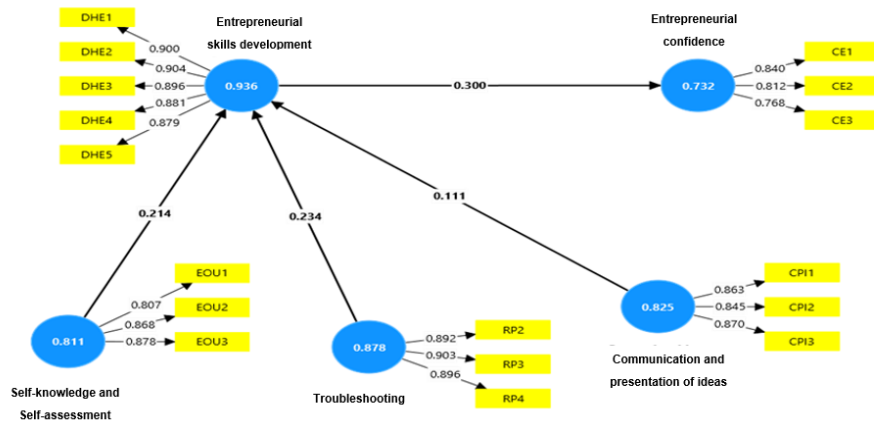 DHE1
DHE2
DHE3
DHE4
DHE5
0.900
0.904
0.896
0.881
0.879
Entrepreneurial
skills development
0.936
0.300
Entrepreneurial
confidence
0.732
0.840
0.812
0.768
CE1
CE2
CE3
0.214
0.234
0.111
0.811
0.807
0.868
0.878
EOU1
EOU2
EOU3
Self-knowledge and
Self-assessment
0.878
0.892
0.903
0.896
RP2
RP3
RP4
Troubleshooting
0.825
0.863
0.845
0.870
CPI1
CPI2
CPI3
Communication and
presentation of ideas